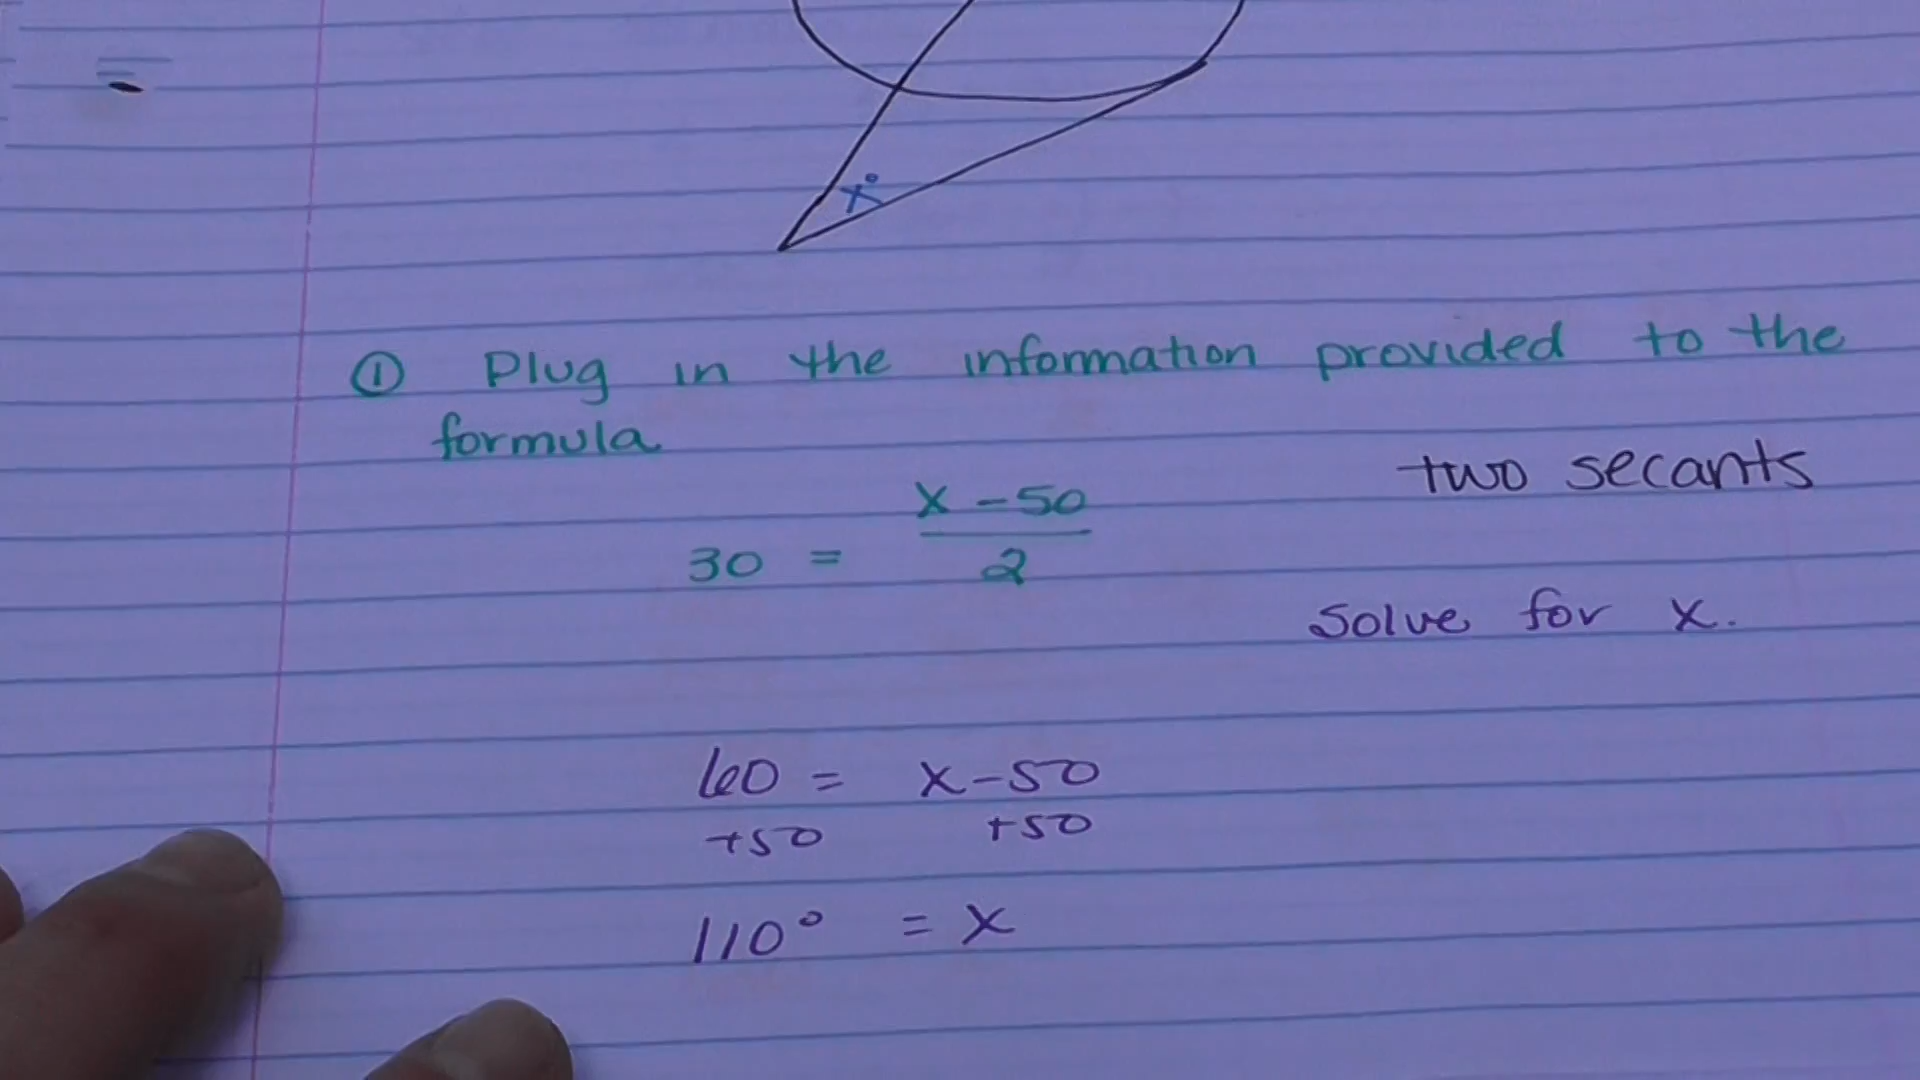 x°
① Plug in the information provided to the
formula
two secants
30 = x - 50 / 2
Solve for x.
60 = x - 50
+50 +50
110° = x